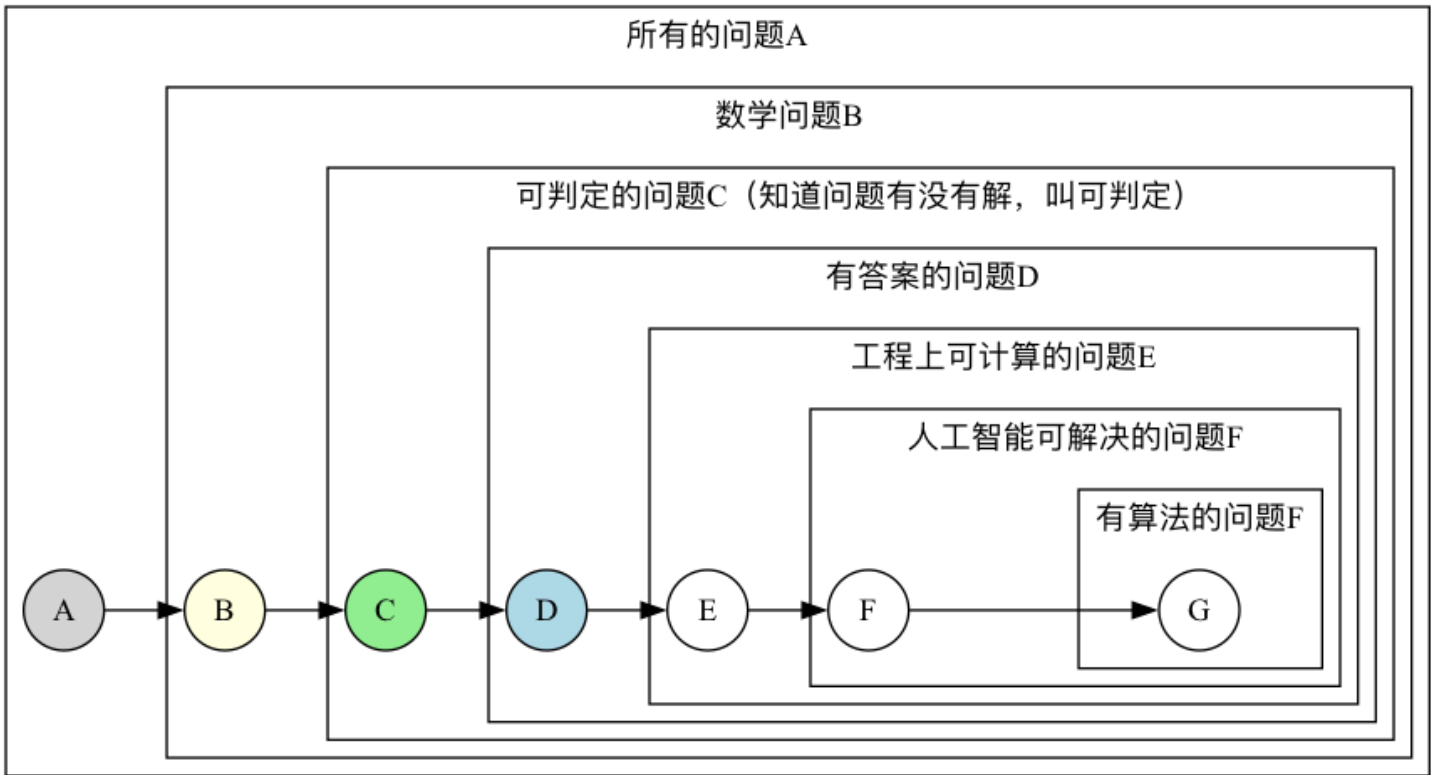 所有的问题A
数学问题B
可判定的问题C（知道问题有没有解，叫可判定）
有答案的问题D
工程上可计算的问题E
人工智能可解决的问题F
有算法的问题F
A
B
C
D
E
F
G